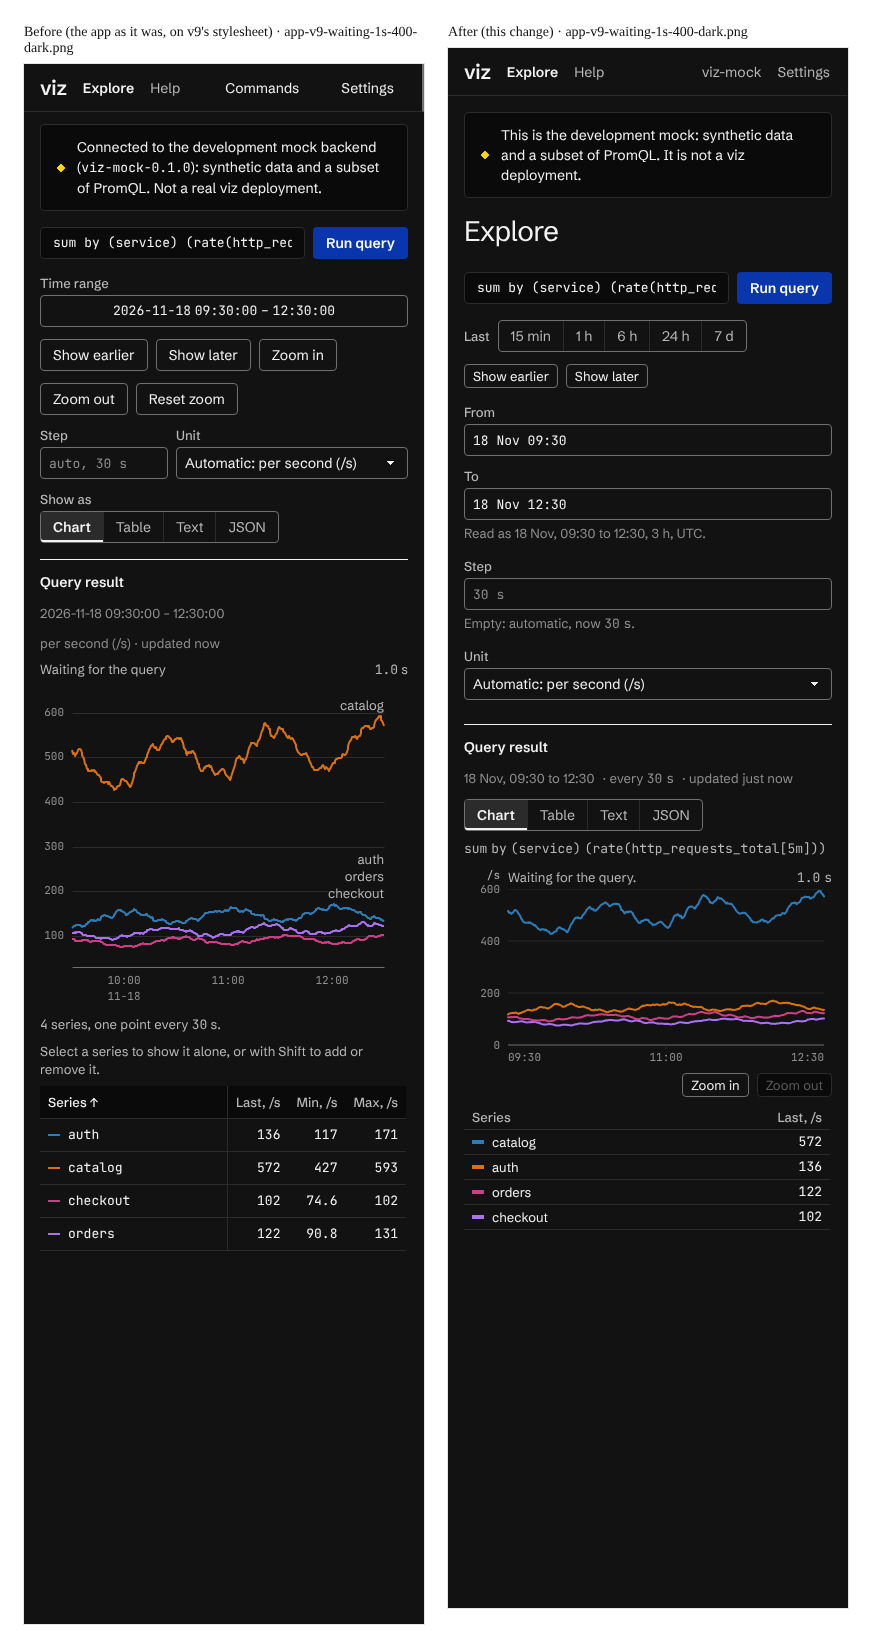 Before (the app as it was, on v9's stylesheet) · app-v9-waiting-1s-400-
dark.png
viz Explore Help Commands Settings
Connected to the development mock backend
(viz-mock-0.1.0): synthetic data and a subset
of PromQL. Not a real viz deployment.
sum by (service) (rate(http_rec Run query
Time range
2026-11-18 09:30:00 – 12:30:00
Show earlier Show later Zoom in
Zoom out Reset zoom
Step Unit
auto, 30 s Automatic: per second (/s)
Show as
Chart Table Text JSON
Query result
2026-11-18 09:30:00 – 12:30:00
per second (/s) · updated now
Waiting for the query 1.0 s
catalog
600
500
400
300
auth
orders
200
checkout
100
10:00 11:00 12:00
11-18
4 series, one point every 30 s.
Select a series to show it alone, or with Shift to add or
remove it.
Series ↑ Last, /s Min, /s Max, /s
auth 136 117 171
catalog 572 427 593
checkout 102 74.6 102
orders 122 90.8 131
After (this change) · app-v9-waiting-1s-400-dark.png
viz Explore Help viz-mock Settings
This is the development mock: synthetic data
and a subset of PromQL. It is not a viz
deployment.
Explore
sum by (service) (rate(http_rec Run query
Last 15 min 1 h 6 h 24 h 7 d
Show earlier Show later
From
18 Nov 09:30
To
18 Nov 12:30
Read as 18 Nov, 09:30 to 12:30, 3 h, UTC.
Step
30 s
Empty: automatic, now 30 s.
Unit
Automatic: per second (/s)
Query result
18 Nov, 09:30 to 12:30 · every 30 s · updated just now
Chart Table Text JSON
sum by (service) (rate(http_requests_total[5m]))
/s Waiting for the query. 1.0 s
600
400
200
0
09:30 11:00 12:30
Zoom in Zoom out
Series Last, /s
catalog 572
auth 136
orders 122
checkout 102